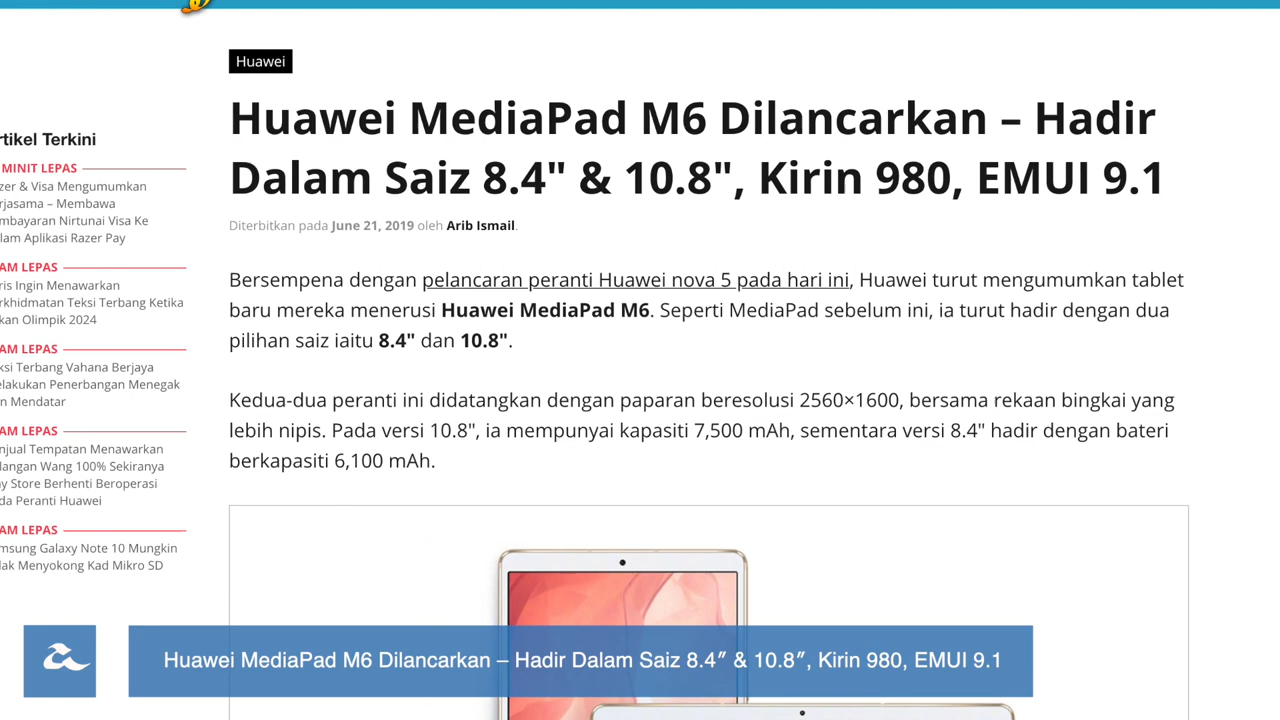 Huawei
Huawei MediaPad M6 Dilancarkan – Hadir
Dalam Saiz 8.4" & 10.8", Kirin 980, EMUI 9.1
Diterbitkan pada June 21, 2019 oleh Arib Ismail.
Bersempena dengan pelancaran peranti Huawei nova 5 pada hari ini, Huawei turut mengumumkan tablet
baru mereka menerusi Huawei MediaPad M6. Seperti MediaPad sebelum ini, ia turut hadir dengan dua
pilihan saiz iaitu 8.4" dan 10.8".
Kedua-dua peranti ini didatangkan dengan paparan beresolusi 2560×1600, bersama rekaan bingkai yang
lebih nipis. Pada versi 10.8", ia mempunyai kapasiti 7,500 mAh, sementara versi 8.4" hadir dengan bateri
berkapasiti 6,100 mAh.
rtikel Terkini
MINIT LEPAS
zer & Visa Mengumumkan
rjasama – Membawa
mbayaran Nirtunai Visa Ke
lam Aplikasi Razer Pay
AM LEPAS
ris Ingin Menawarkan
rkhidmatan Teksi Terbang Ketika
kan Olimpik 2024
AM LEPAS
ksi Terbang Vahana Berjaya
elakukan Penerbangan Menegak
n Mendatar
AM LEPAS
njual Tempatan Menawarkan
langan Wang 100% Sekiranya
ay Store Berhenti Beroperasi
da Peranti Huawei
AM LEPAS
msung Galaxy Note 10 Mungkin
dak Menyokong Kad Mikro SD
Huawei MediaPad M6 Dilancarkan – Hadir Dalam Saiz 8.4″ & 10.8″, Kirin 980, EMUI 9.1